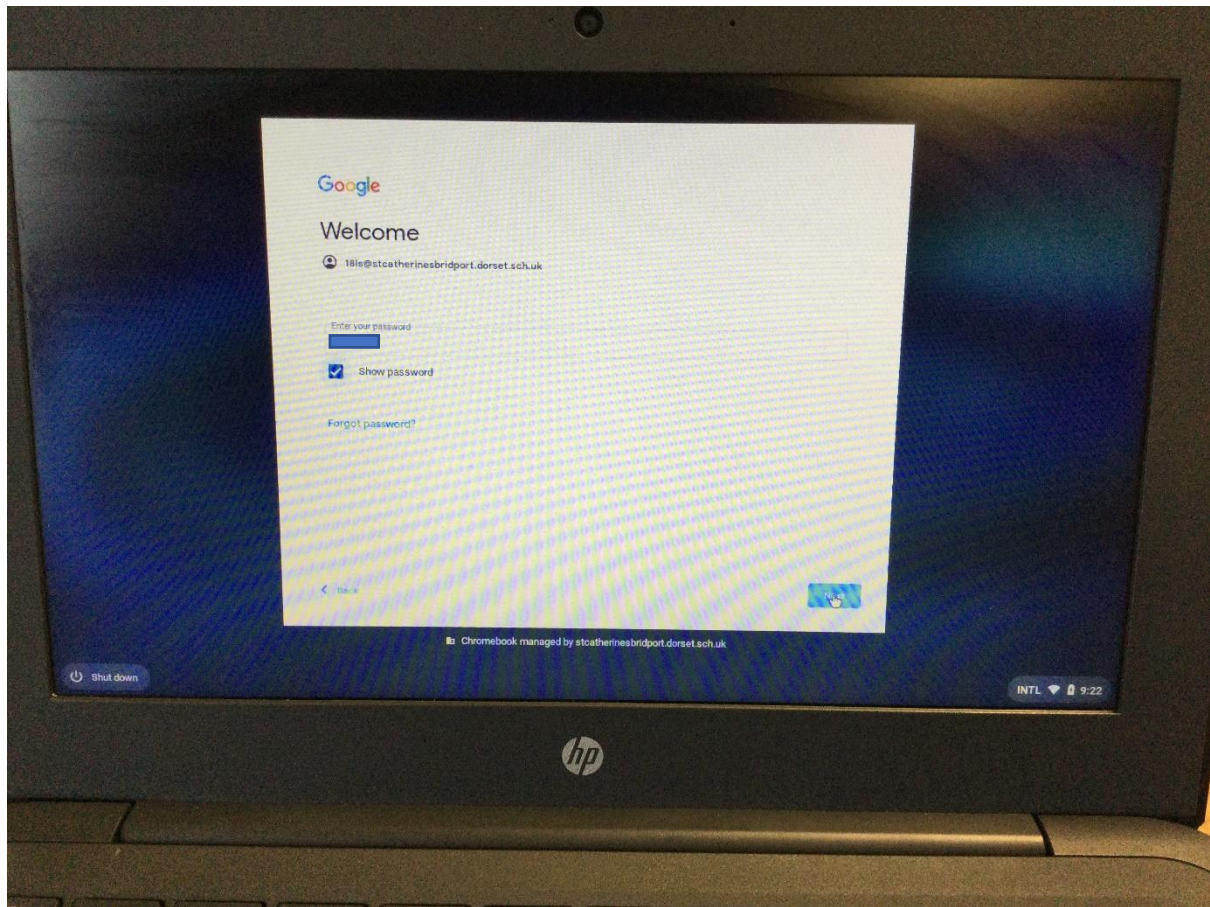 Google
Welcome
18is@stcatherinesbridport.dorset.sch.uk
Enter your password
Show password
Forgot password?
Back
Next
Chromebook managed by stcatherinesbridport.dorset.sch.uk
Shut down
INTL 9:22
hp